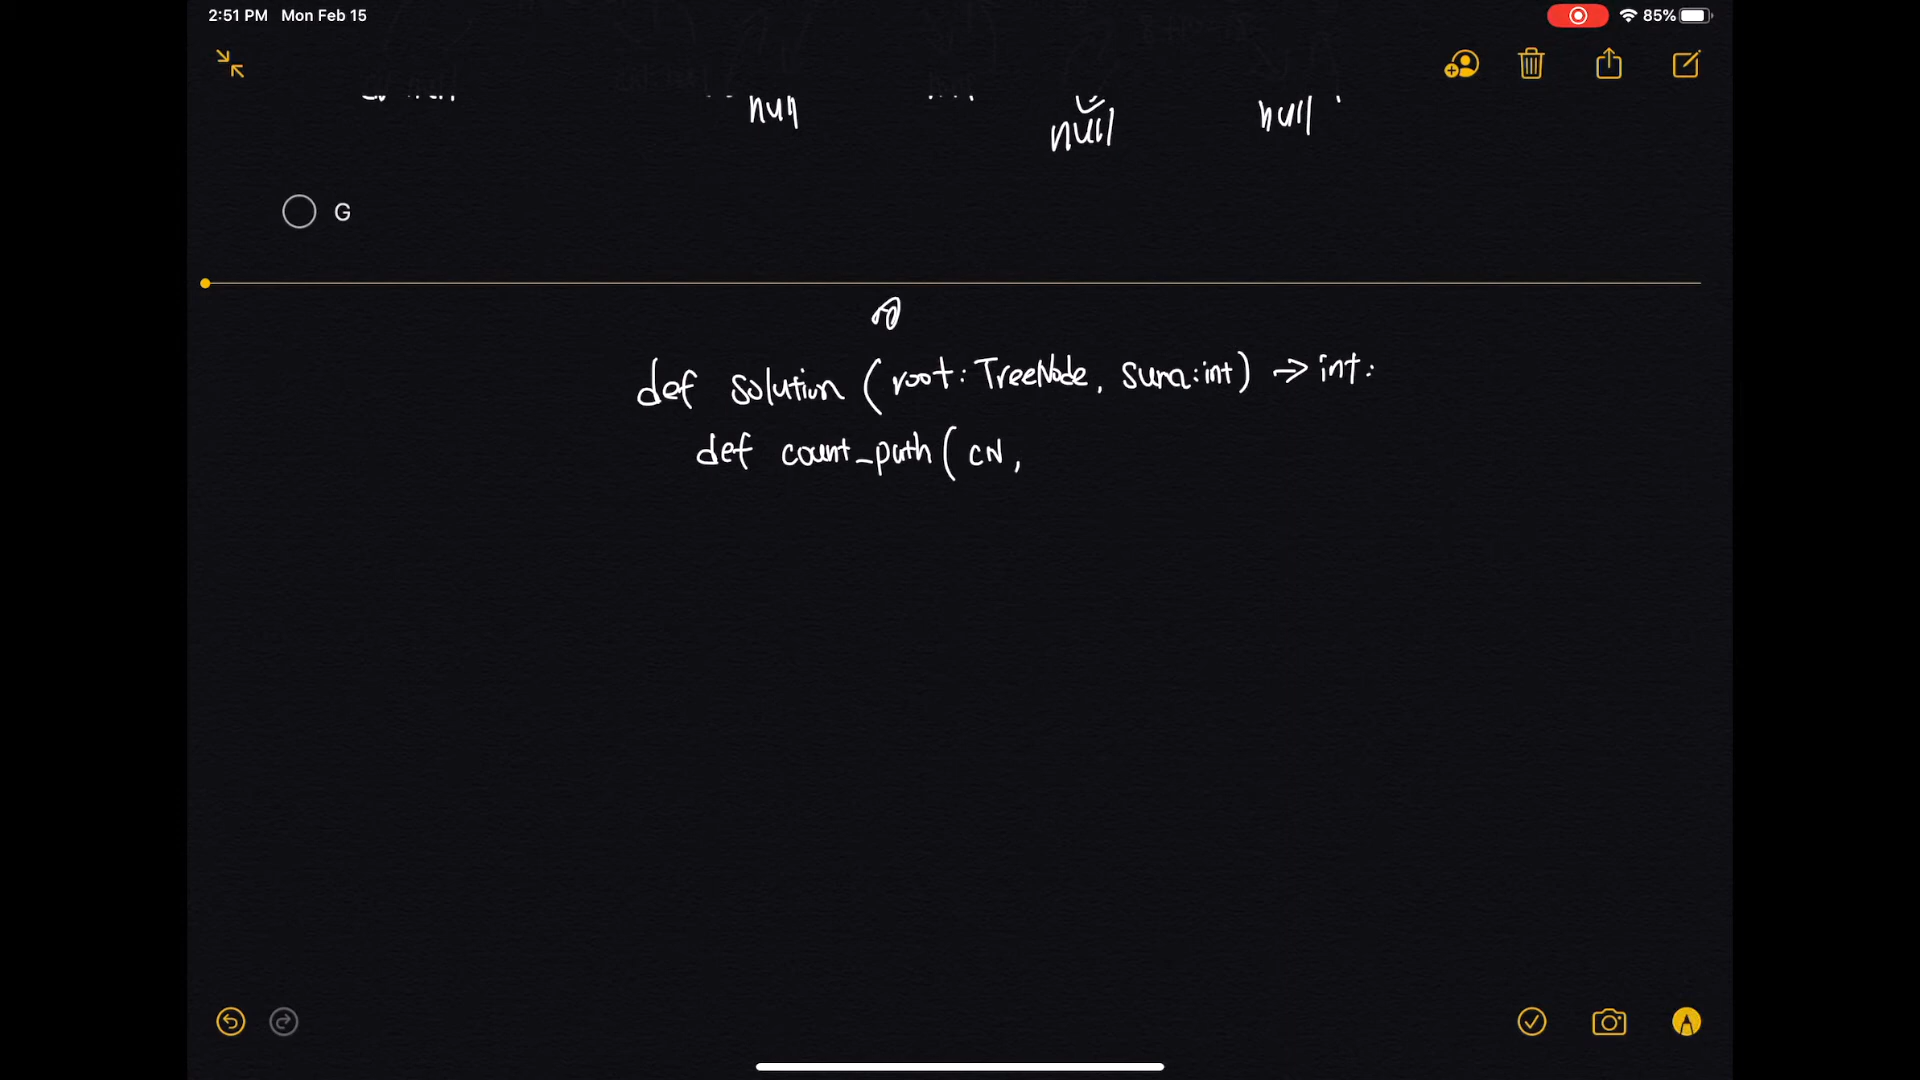 2:51 PM Mon Feb 15
85%
null
null
null
G
def solution (root: TreeNode, sum: int) -> int:
def count_path( cN,